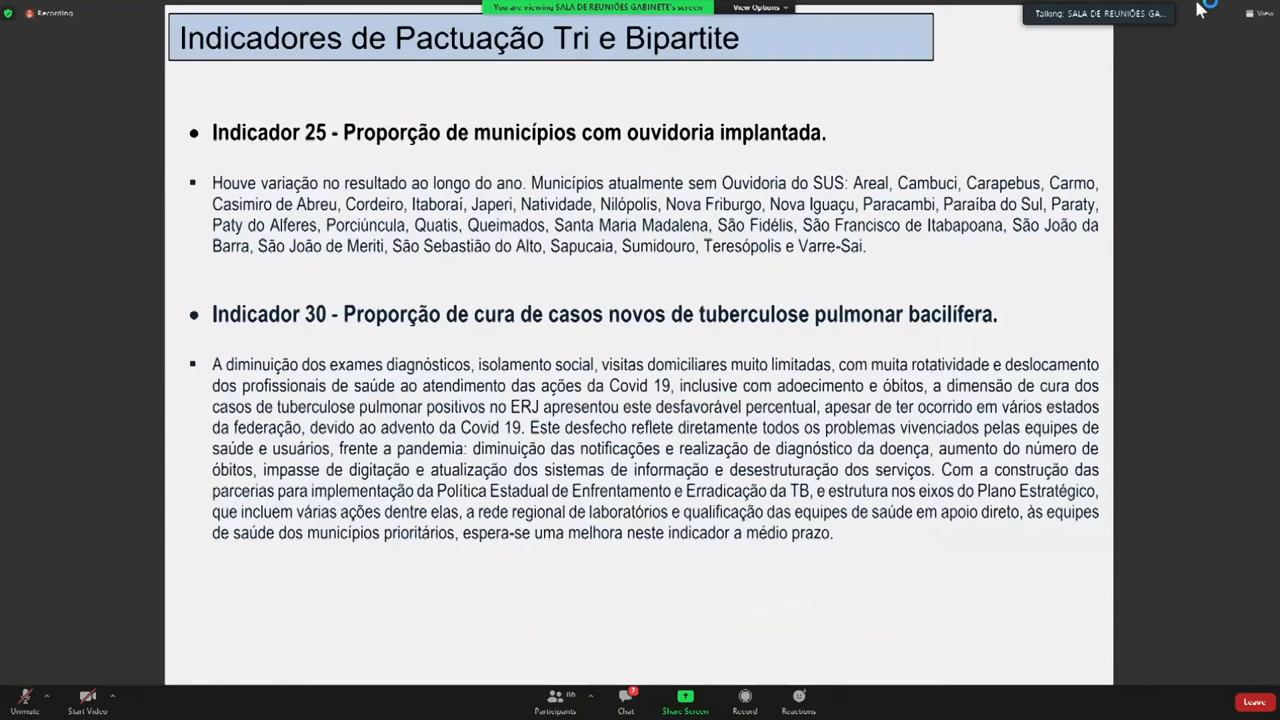 Recording
You are viewing SALA DE REUNIÕES GABINETE's screen
View Options
Talking: SALA DE REUNIÕES GA...
View
Indicadores de Pactuação Tri e Bipartite
• Indicador 25 - Proporção de municípios com ouvidoria implantada.
▪ Houve variação no resultado ao longo do ano. Municípios atualmente sem Ouvidoria do SUS: Areal, Cambuci, Carapebus, Carmo,
Casimiro de Abreu, Cordeiro, Itaboraí, Japeri, Natividade, Nilópolis, Nova Friburgo, Nova Iguaçu, Paracambi, Paraíba do Sul, Paraty,
Paty do Alferes, Porciúncula, Quatis, Queimados, Santa Maria Madalena, São Fidélis, São Francisco de Itabapoana, São João da
Barra, São João de Meriti, São Sebastião do Alto, Sapucaia, Sumidouro, Teresópolis e Varre-Sai.
• Indicador 30 - Proporção de cura de casos novos de tuberculose pulmonar bacilífera.
▪ A diminuição dos exames diagnósticos, isolamento social, visitas domiciliares muito limitadas, com muita rotatividade e deslocamento
dos profissionais de saúde ao atendimento das ações da Covid 19, inclusive com adoecimento e óbitos, a dimensão de cura dos
casos de tuberculose pulmonar positivos no ERJ apresentou este desfavorável percentual, apesar de ter ocorrido em vários estados
da federação, devido ao advento da Covid 19. Este desfecho reflete diretamente todos os problemas vivenciados pelas equipes de
saúde e usuários, frente a pandemia: diminuição das notificações e realização de diagnóstico da doença, aumento do número de
óbitos, impasse de digitação e atualização dos sistemas de informação e desestruturação dos serviços. Com a construção das
parcerias para implementação da Política Estadual de Enfrentamento e Erradicação da TB, e estrutura nos eixos do Plano Estratégico,
que incluem várias ações dentre elas, a rede regional de laboratórios e qualificação das equipes de saúde em apoio direto, às equipes
de saúde dos municípios prioritários, espera-se uma melhora neste indicador a médio prazo.
Unmute
Start Video
Participants
Chat
7
Share Screen
Record
Reactions
Leave